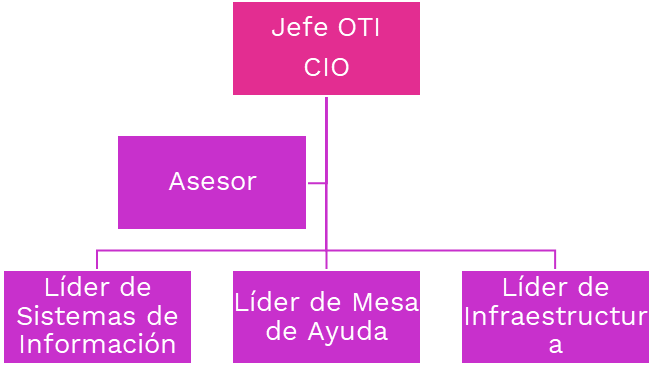 Jefe OTI
CIO
Asesor
Líder de
Sistemas de
Información
Líder de Mesa
de Ayuda
Líder de
Infraestructur
a